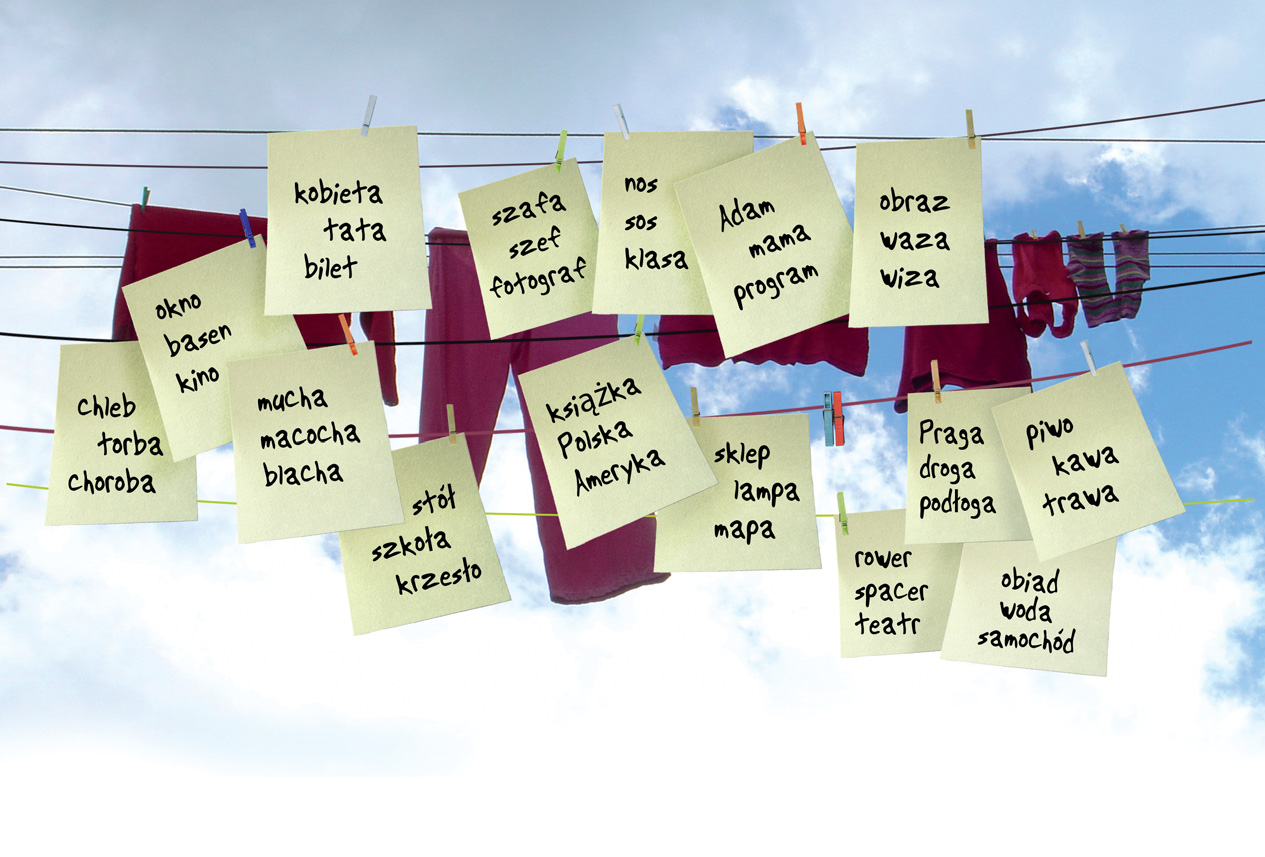 kobieta
tata
bilet
szafa
szef
fotograf
nos
sos
klasa
Adam
mama
program
obraz
waza
wiza
okno
basen
kino
chleb
torba
choroba
mucha
macocha
blacha
stół
szkoła
krzesło
książka
Polska
Ameryka
sklep
lampa
mapa
Praga
droga
podłoga
piwo
kawa
trawa
rower
spacer
teatr
obiad
woda
samochód